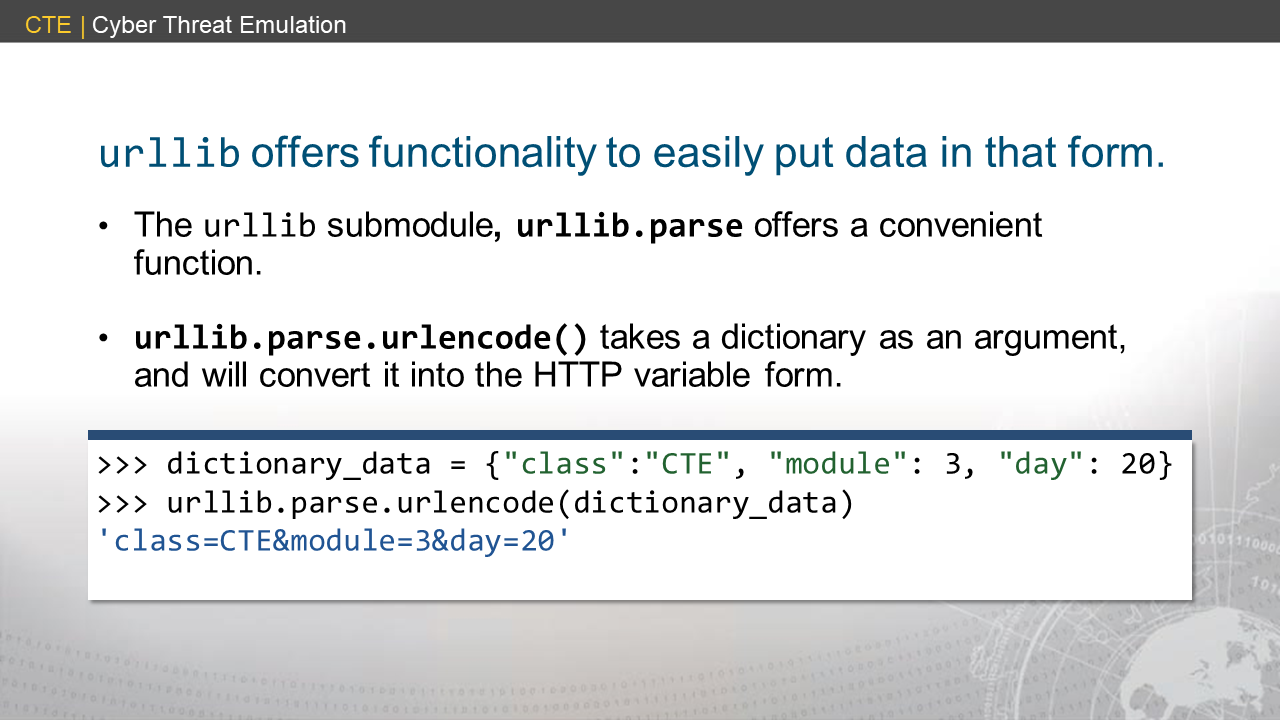 CTE | Cyber Threat Emulation
urllib offers functionality to easily put data in that form.
• The urllib submodule, urllib.parse offers a convenient
function.
• urllib.parse.urlencode() takes a dictionary as an argument,
and will convert it into the HTTP variable form.
>>> dictionary_data = {"class":"CTE", "module": 3, "day": 20}
>>> urllib.parse.urlencode(dictionary_data)
'class=CTE&module=3&day=20'